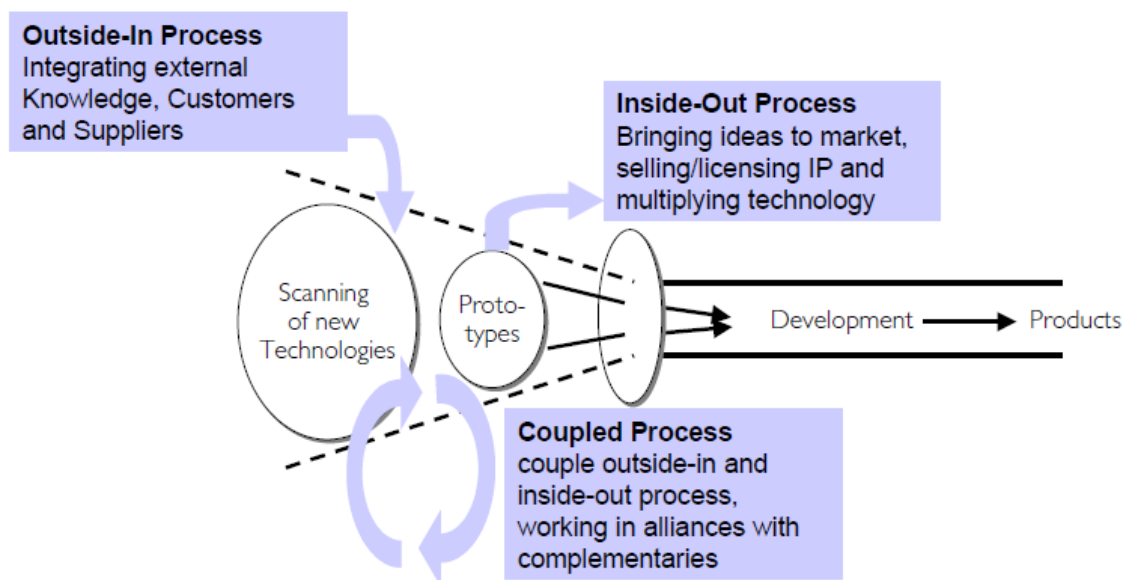 Outside-In Process
Integrating external
Knowledge, Customers
and Suppliers
Inside-Out Process
Bringing ideas to market,
selling/licensing IP and
multiplying technology
Scanning
of new
Technologies
Proto-
types
Development
Products
Coupled Process
couple outside-in and
inside-out process,
working in alliances with
complementaries